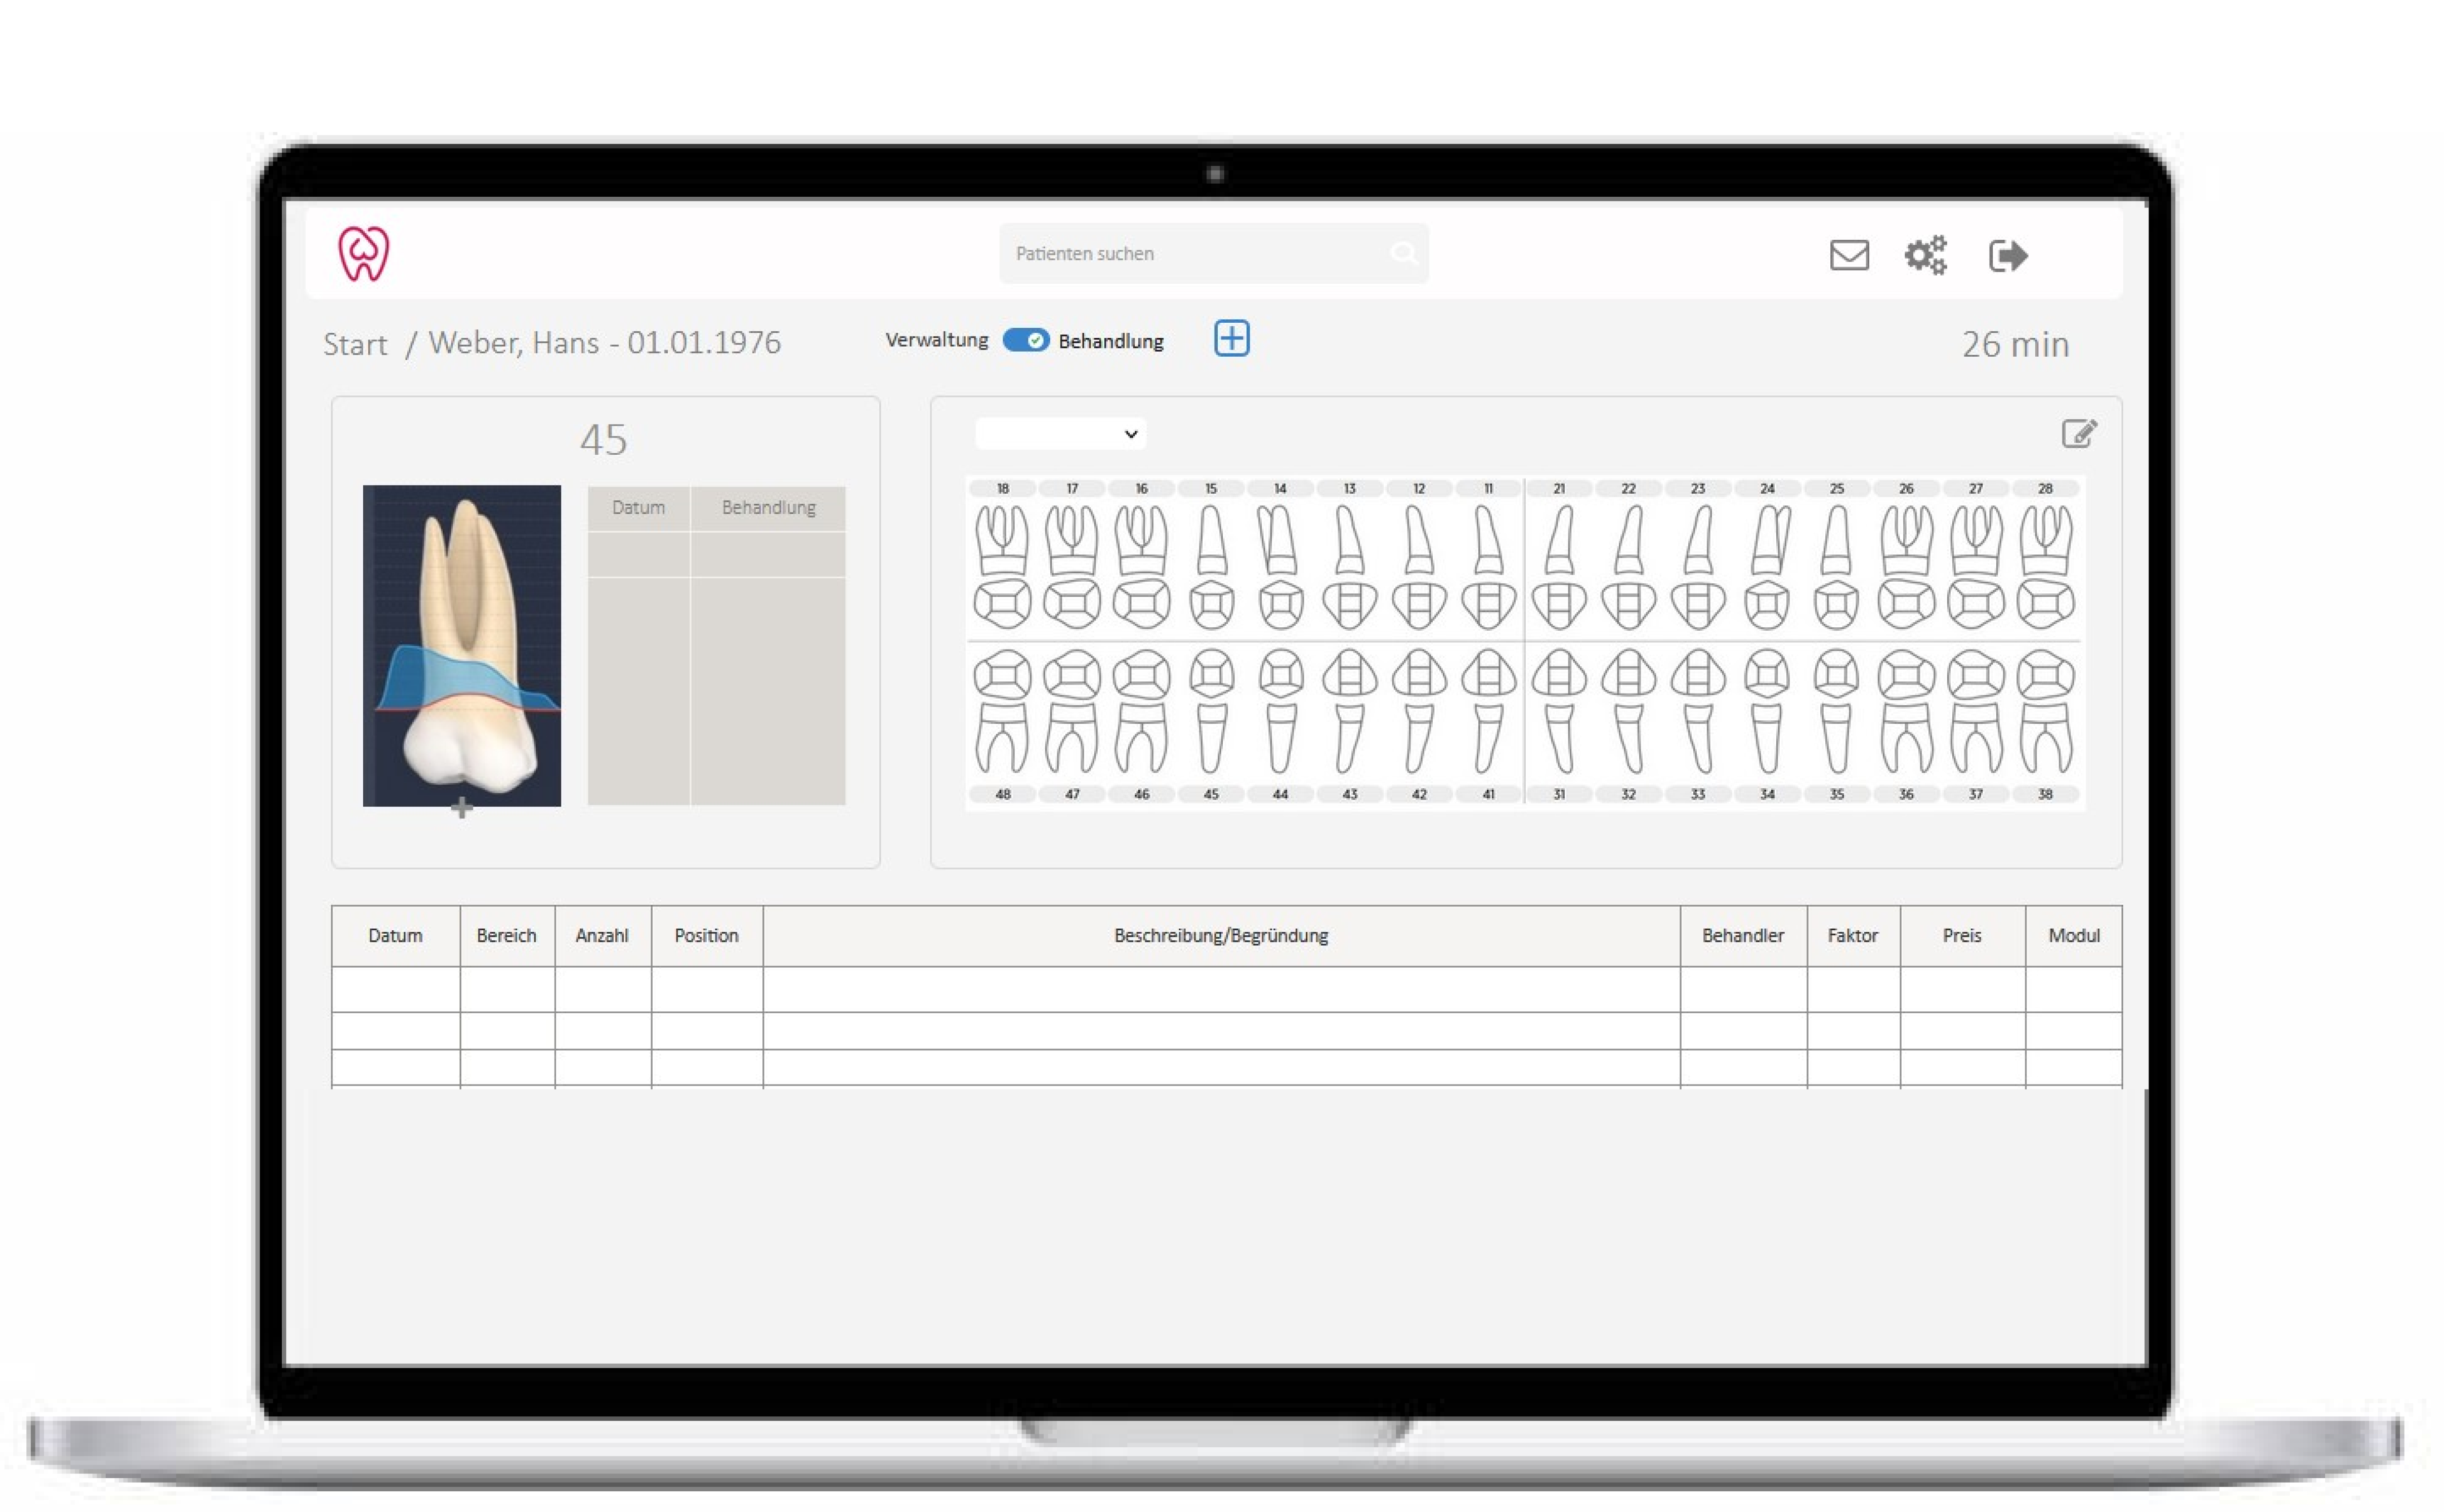 Patienten suchen
Start / Weber, Hans - 01.01.1976
Verwaltung Behandlung
26 min
45
Datum Behandlung
18 17 16 15 14 13 12 11 21 22 23 24 25 26 27 28
48 47 46 45 44 43 42 41 31 32 33 34 35 36 37 38
Datum Bereich Anzahl Position Beschreibung/Begründung Behandler Faktor Preis Modul